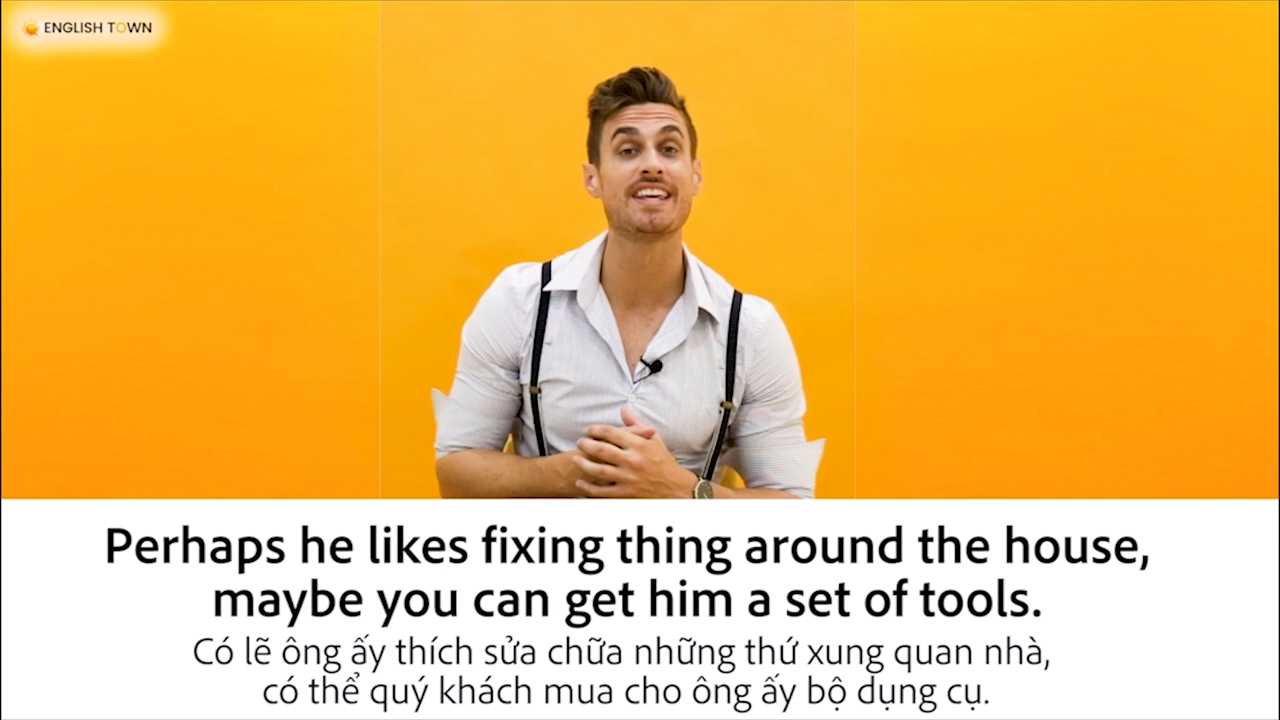 ENGLISH TOWN
Perhaps he likes fixing thing around the house,
maybe you can get him a set of tools.
Có lẽ ông ấy thích sửa chữa những thứ xung quan nhà,
có thể quý khách mua cho ông ấy bộ dụng cụ.